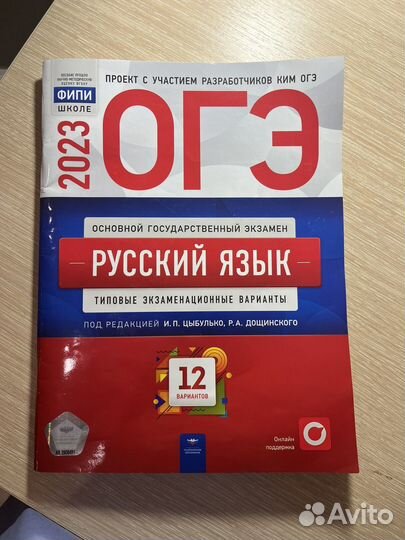 ПРОЕКТ С УЧАСТИЕМ РАЗРАБОТЧИКОВ КИМ ОГЭ
ФИПИ
ШКОЛЕ
2023
ОГЭ
ОСНОВНОЙ ГОСУДАРСТВЕННЫЙ ЭКЗАМЕН
РУССКИЙ ЯЗЫК
ТИПОВЫЕ ЭКЗАМЕНАЦИОННЫЕ ВАРИАНТЫ
ПОД РЕДАКЦИЕЙ И.П. ЦЫБУЛЬКО, Р.А. ДОЩИНСКОГО
12
ВАРИАНТОВ
Онлайн
поддержка
Avito